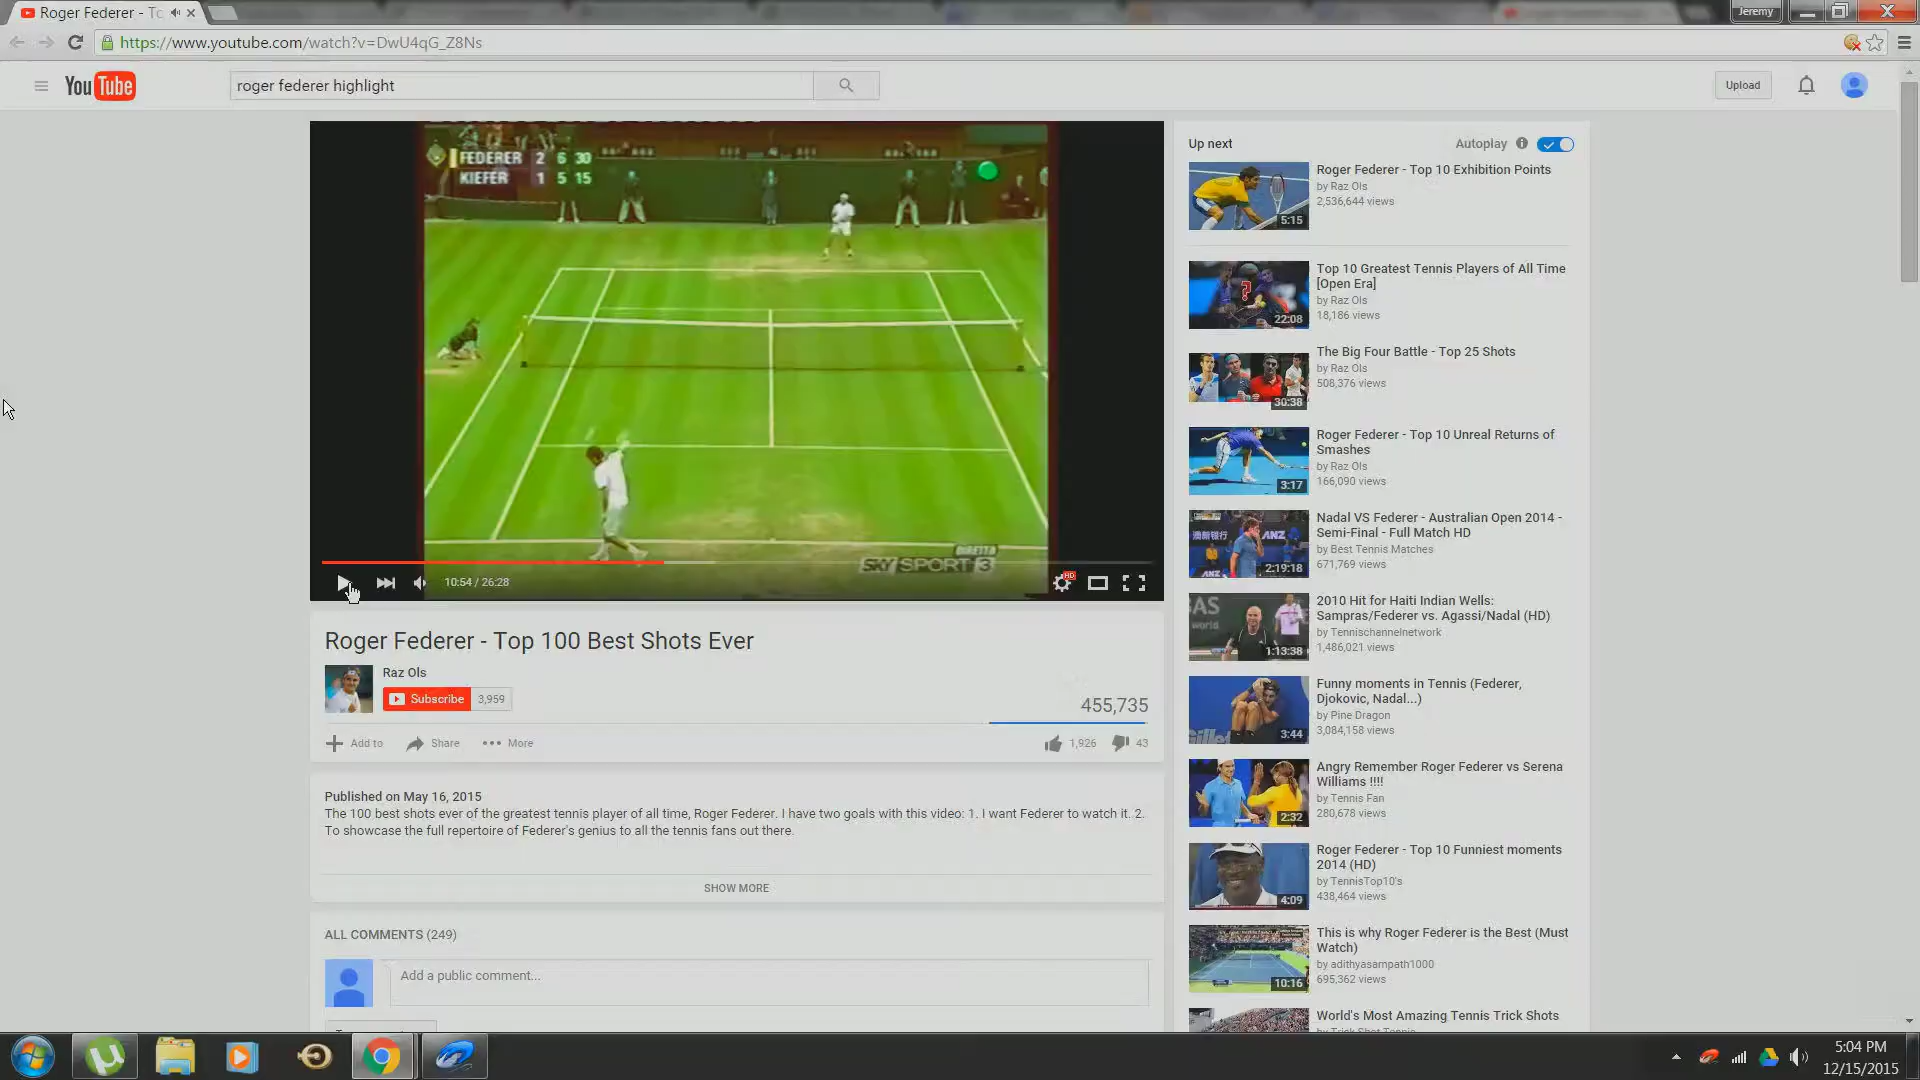 Roger Federer - To
Jeremy
https://www.youtube.com/watch?v=DwU4qG_Z8Ns
YouTube
roger federer highlight
Upload
FEDERER 2 6 30
KIEFER 1 5 15
DIRETTA
SKY SPORT 3
10:54 / 26:28
HD
Roger Federer - Top 100 Best Shots Ever
Raz Ols
Subscribe 3,959
455,735
Add to Share More
1,926 43
Published on May 16, 2015
The 100 best shots ever of the greatest tennis player of all time, Roger Federer. I have two goals with this video: 1. I want Federer to watch it. 2.
To showcase the full repertoire of Federer's genius to all the tennis fans out there.
SHOW MORE
ALL COMMENTS (249)
Add a public comment...
Up next
Autoplay
Roger Federer - Top 10 Exhibition Points
by Raz Ols
2,536,644 views
5:15
Top 10 Greatest Tennis Players of All Time
[Open Era]
by Raz Ols
18,186 views
22:08
The Big Four Battle - Top 25 Shots
by Raz Ols
508,376 views
30:38
Roger Federer - Top 10 Unreal Returns of
Smashes
by Raz Ols
166,090 views
3:17
Nadal VS Federer - Australian Open 2014 -
Semi-Final - Full Match HD
by Best Tennis Matches
671,769 views
ANZ
2:19:18
2010 Hit for Haiti Indian Wells:
Sampras/Federer vs. Agassi/Nadal (HD)
by Tennischannelnetwork
1,486,021 views
1:13:38
Funny moments in Tennis (Federer,
Djokovic, Nadal...)
by Pine Dragon
3,084,158 views
3:44
Angry Remember Roger Federer vs Serena
Williams !!!!
by Tennis Fan
280,678 views
2:32
Roger Federer - Top 10 Funniest moments
2014 (HD)
by TennisTop10's
438,464 views
4:09
This is why Roger Federer is the Best (Must
Watch)
by adithyasampath1000
695,362 views
10:16
World's Most Amazing Tennis Trick Shots
by Trick Shot Tennis
5:04 PM
12/15/2015